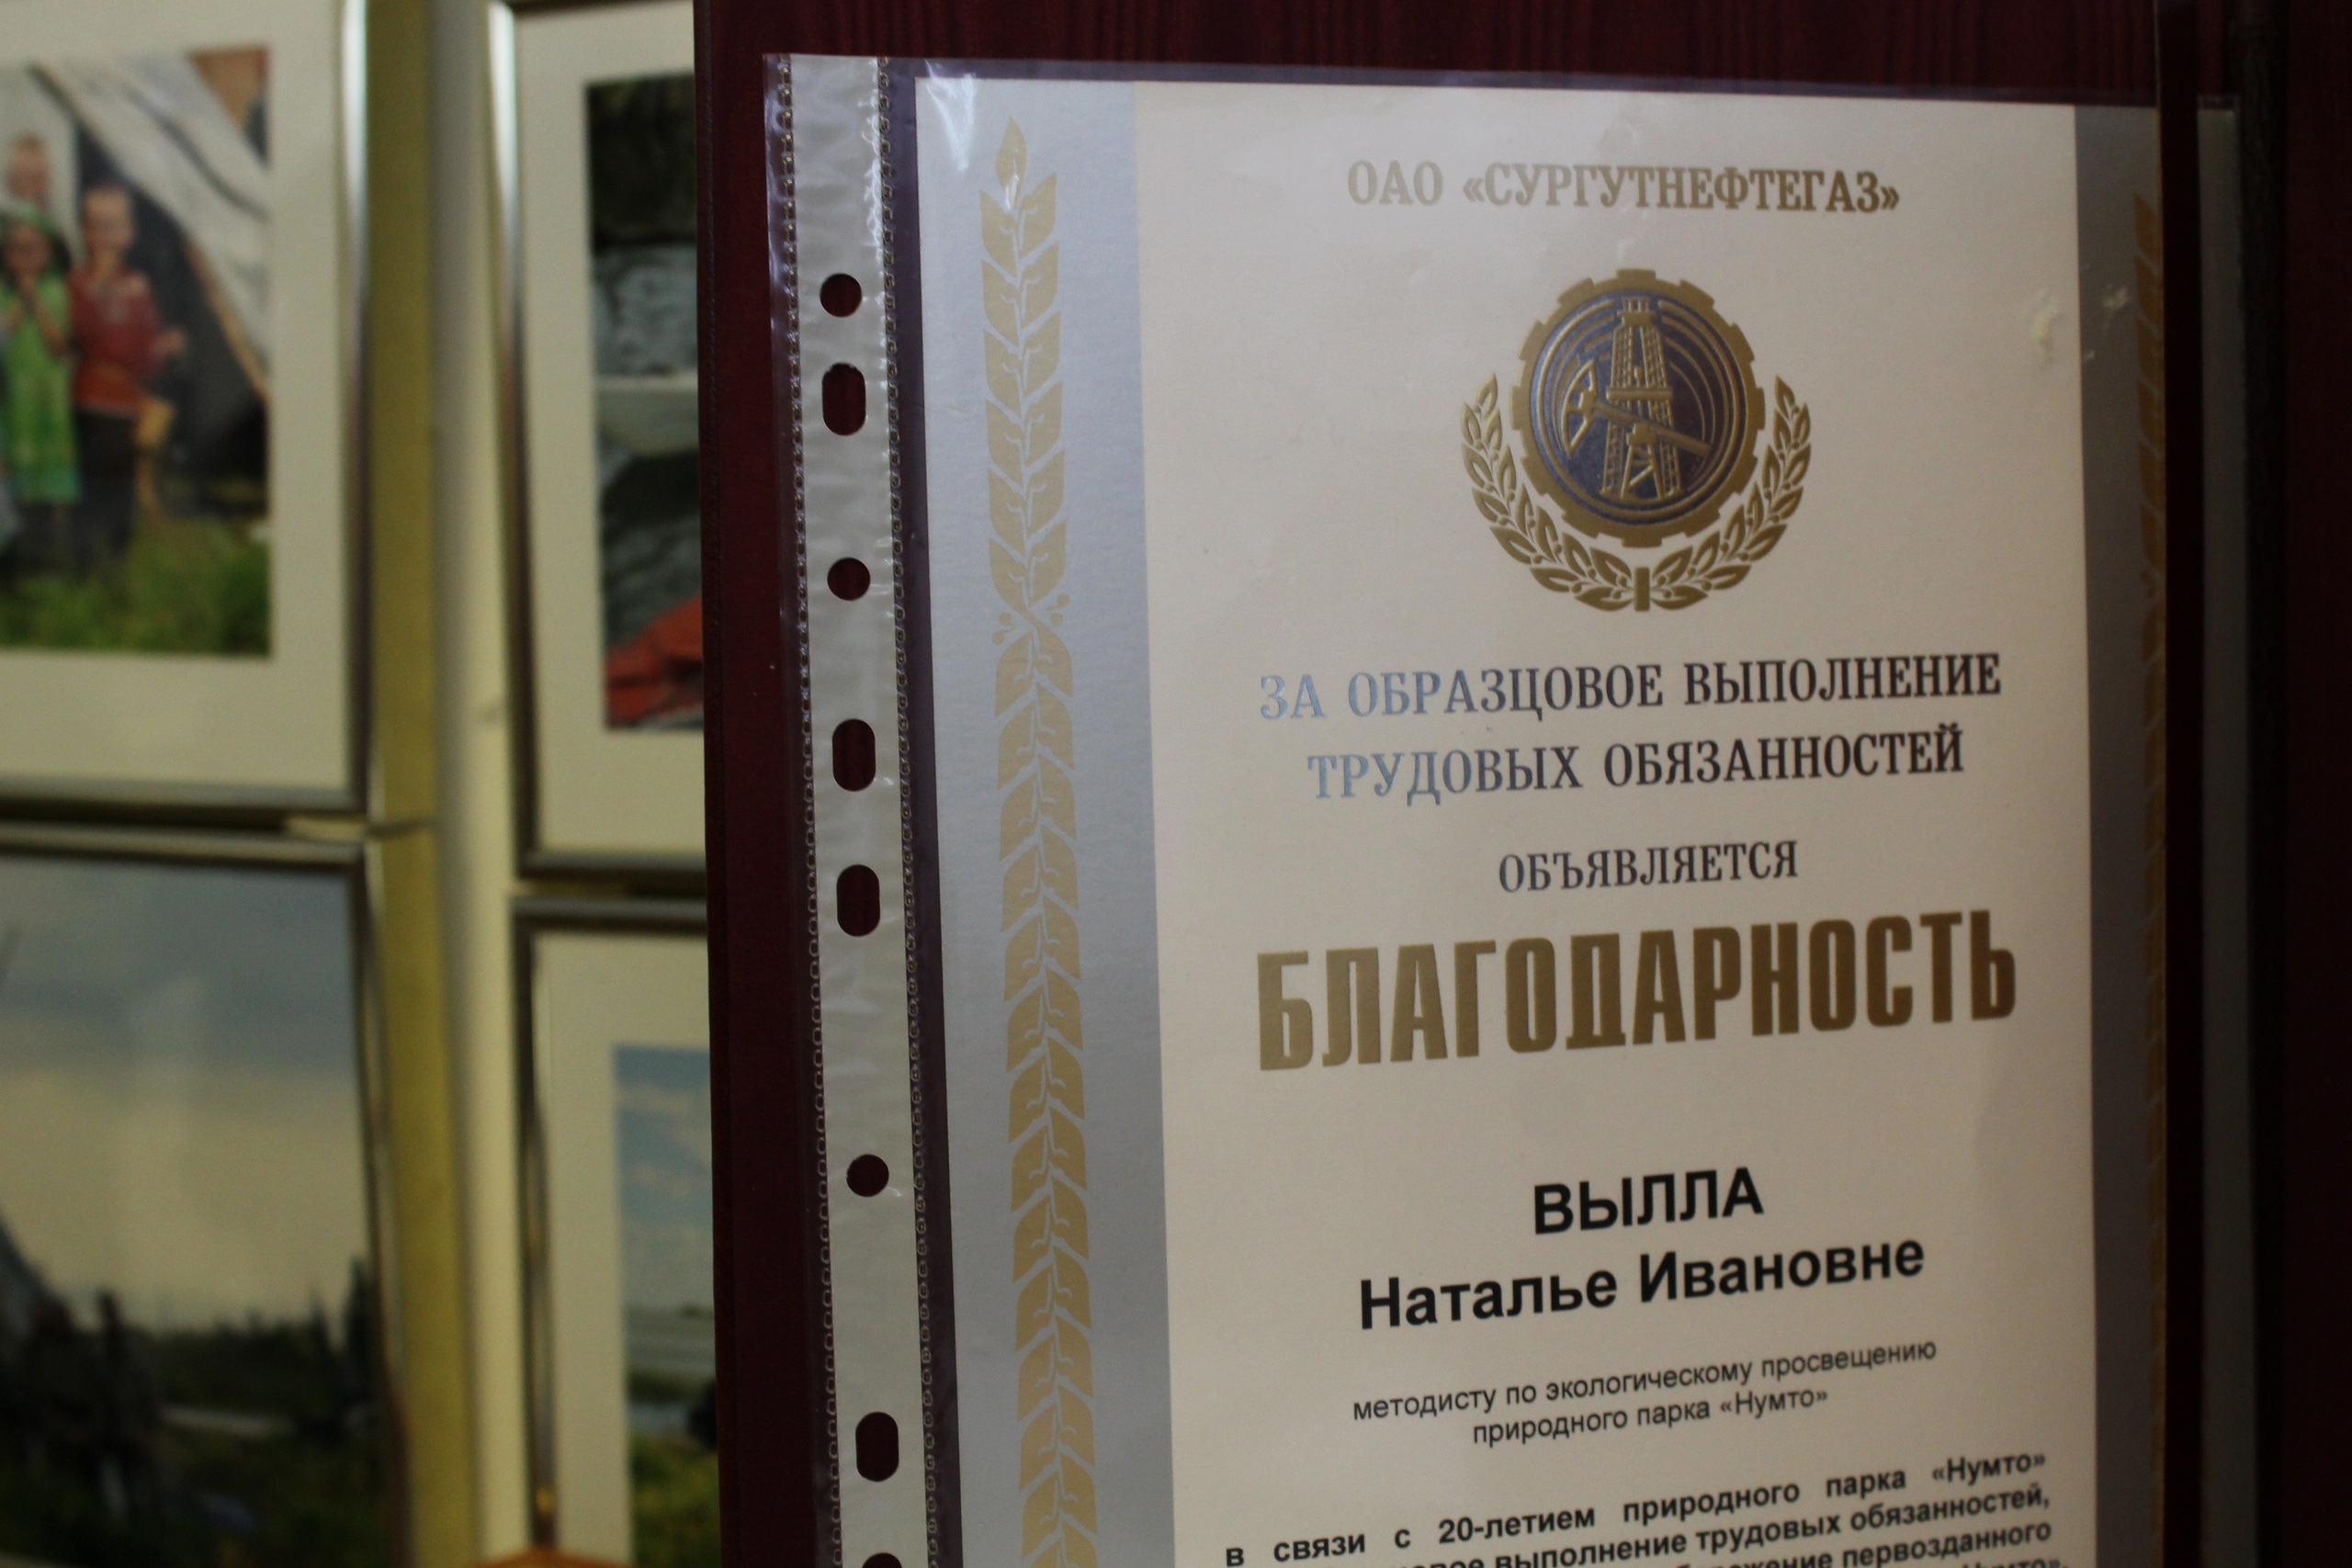 ОАО «СУРГУТНЕФТЕГАЗ»
ЗА ОБРАЗЦОВОЕ ВЫПОЛНЕНИЕ
ТРУДОВЫХ ОБЯЗАННОСТЕЙ
ОБЪЯВЛЯЕТСЯ
БЛАГОДАРНОСТЬ
ВЫЛЛА
Наталье Ивановне
методисту по экологическому просвещению
природного парка «Нумто»
в связи с 20-летием природного парка «Нумто»
выполнение трудовых обязанностей,
первозданного